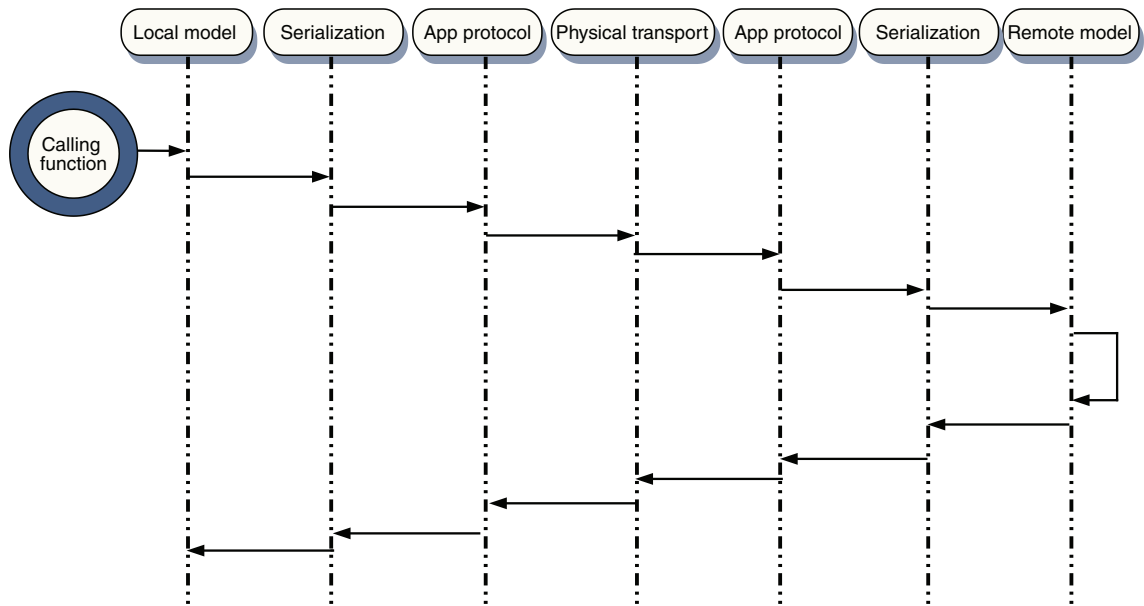 Local model
Serialization
App protocol
Physical transport
App protocol
Serialization
Remote model
Calling
function